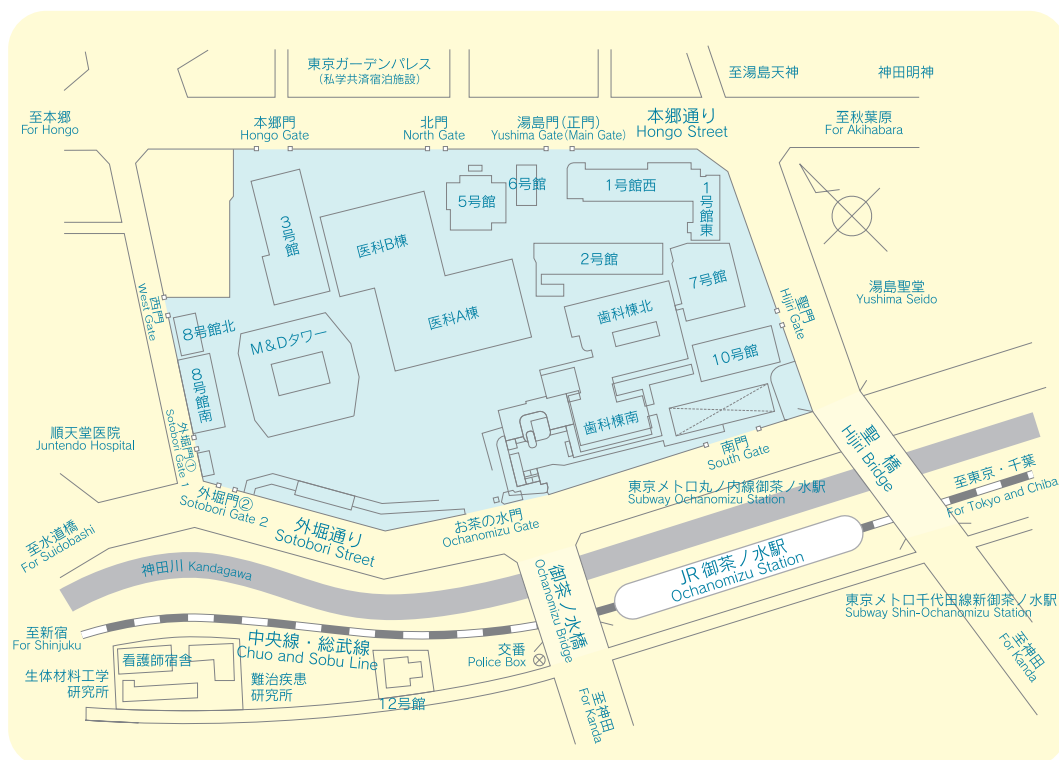 東京ガーデンパレス
(私学共済宿泊施設)
至湯島天神
神田明神
至本郷
For Hongo
本郷門
Hongo Gate
北門
North Gate
湯島門(正門)
Yushima Gate(Main Gate)
本郷通り
Hongo Street
至秋葉原
For Akihabara
3号館
医科B棟
5号館
6号館
1号館西
1号館東
2号館
7号館
湯島聖堂
Yushima Seido
西門
West Gate
8号館北
M&Dタワー
医科A棟
歯科棟北
聖門
Hijiri Gate
10号館
8号館南
歯科棟南
順天堂医院
Juntendo Hospital
外堀門①
Sotobori Gate 1
外堀門②
Sotobori Gate 2
外堀通り
Sotobori Street
お茶の水門
Ochanomizu Gate
南門
South Gate
聖橋
Hijiri Bridge
東京メトロ丸ノ内線御茶ノ水駅
Subway Ochanomizu Station
至東京・千葉
For Tokyo and Chiba
至水道橋
For Suidobashi
神田川 Kandagawa
御茶ノ水橋
Ochanomizu Bridge
JR 御茶ノ水駅
Ochanomizu Station
東京メトロ千代田線新御茶ノ水駅
Subway Shin-Ochanomizu Station
至新宿
For Shinjuku
中央線・総武線
Chuo and Sobu Line
交番
Police Box
至神田
For Kanda
看護師宿舎
生体材料工学
研究所
難治疾患
研究所
12号館
至神田
For Kanda